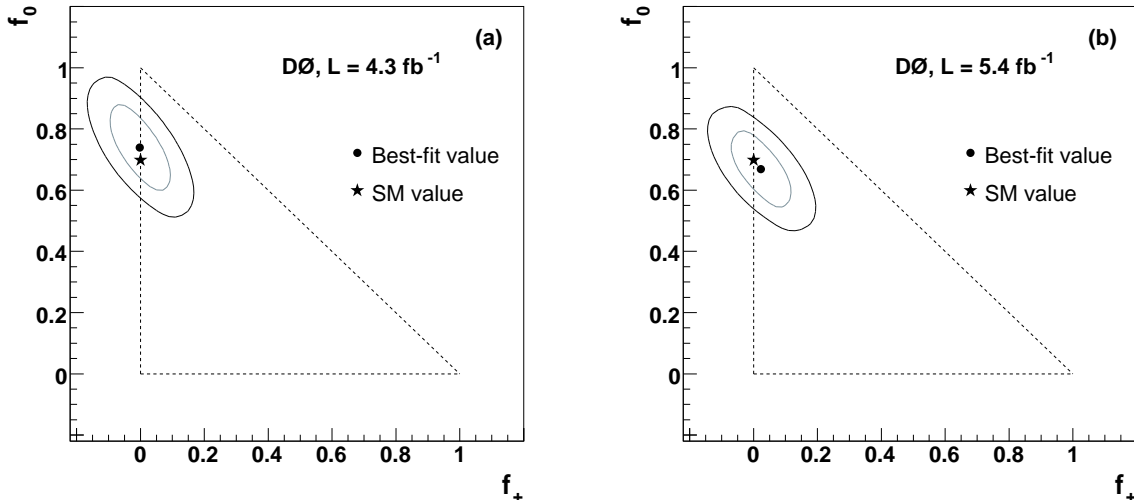 f₀
(a)
DØ, L = 4.3 fb⁻¹
1
0.8
0.6
0.4
0.2
0
Best-fit value
SM value
0 0.2 0.4 0.6 0.8 1
f₊
f₀
(b)
DØ, L = 5.4 fb⁻¹
1
0.8
0.6
0.4
0.2
0
Best-fit value
SM value
0 0.2 0.4 0.6 0.8 1
f₊